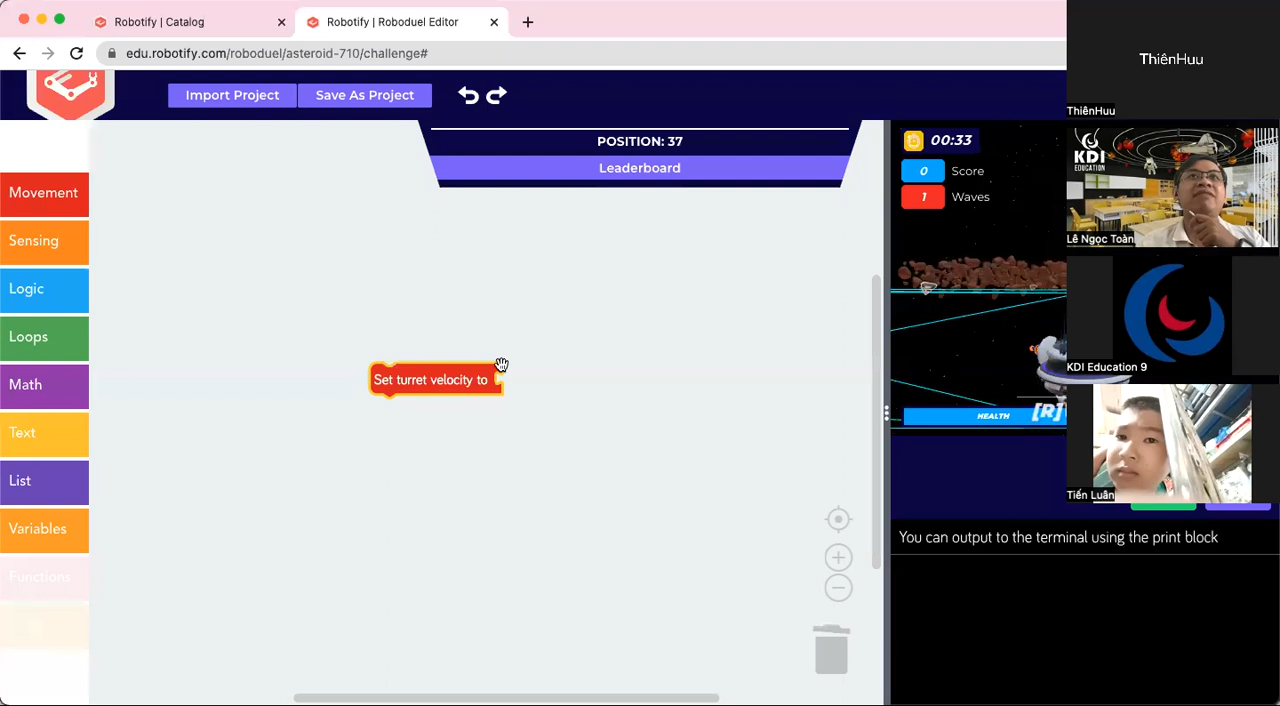 Robotify | Catalog
Robotify | Roboduel Editor
edu.robotify.com/roboduel/asteroid-710/challenge#
Import Project
Save As Project
POSITION: 37
Leaderboard
Movement
Sensing
Logic
Loops
Math
Text
List
Variables
Functions
Set turret velocity to
00:33
0 Score
1 Waves
HEALTH
[R]
You can output to the terminal using the print block
ThiênHuu
ThiênHuu
KDI
EDUCATION
Lê Ngọc Toàn
KDI Education 9
Tiến Luân